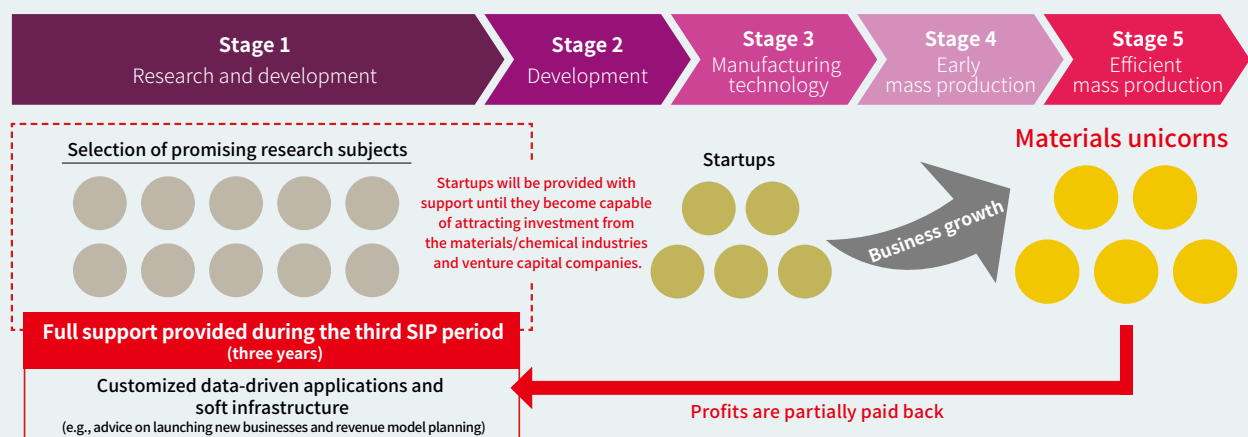 Stage 1
Research and development
Stage 2
Development
Stage 3
Manufacturing
technology
Stage 4
Early
mass production
Stage 5
Efficient
mass production
Selection of promising research subjects
Startups will be provided with
support until they become capable
of attracting investment from
the materials/chemical industries
and venture capital companies.
Startups
Business growth
Materials unicorns
Full support provided during the third SIP period
(three years)
Customized data-driven applications and
soft infrastructure
(e.g., advice on launching new businesses and revenue model planning)
Profits are partially paid back